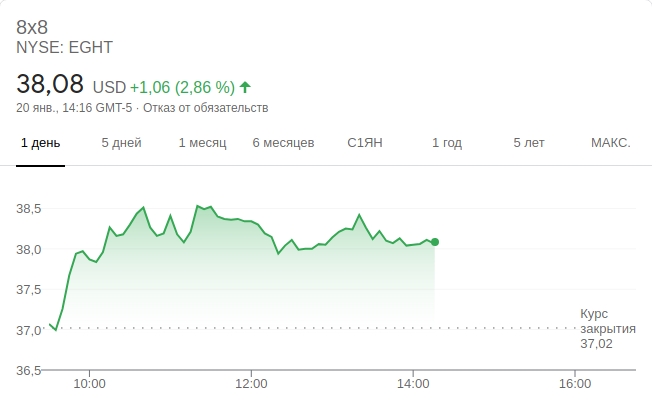 8x8
NYSE: EGHT
38,08 USD +1,06 (2,86 %)
20 янв., 14:16 GMT-5 · Отказ от обязательств
1 день 5 дней 1 месяц 6 месяцев С1ЯН 1 год 5 лет МАКС.
38,5
38,0
37,5
Курс
37,0 закрытия
37,02
36,5
10:00 12:00 14:00 16:00